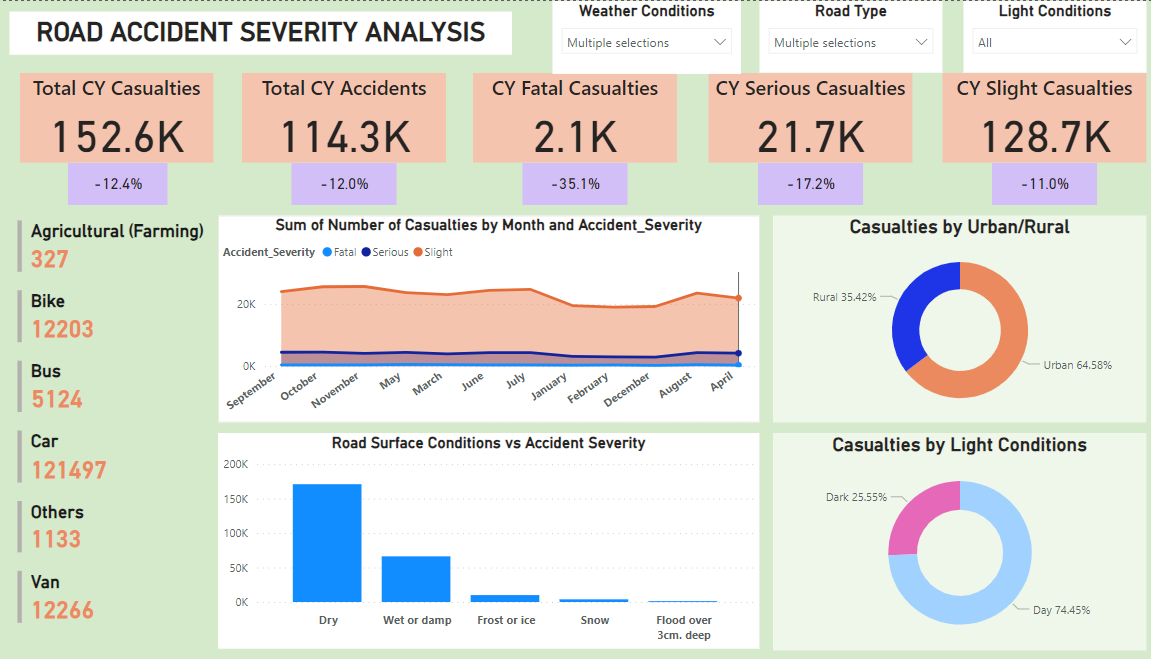 ROAD ACCIDENT SEVERITY ANALYSIS
Weather Conditions
Multiple selections
Road Type
Multiple selections
Light Conditions
All
Total CY Casualties
152.6K
-12.4%
Total CY Accidents
114.3K
-12.0%
CY Fatal Casualties
2.1K
-35.1%
CY Serious Casualties
21.7K
-17.2%
CY Slight Casualties
128.7K
-11.0%
Agricultural (Farming)
327
Bike
12203
Bus
5124
Car
121497
Others
1133
Van
12266
Sum of Number of Casualties by Month and Accident_Severity
Accident_Severity Fatal Serious Slight
20K
0K
September
October
November
May
March
June
July
January
February
December
August
April
Casualties by Urban/Rural
Rural 35.42%
Urban 64.58%
Road Surface Conditions vs Accident Severity
200K
150K
100K
50K
0K
Dry
Wet or damp
Frost or ice
Snow
Flood over
3cm. deep
Casualties by Light Conditions
Dark 25.55%
Day 74.45%